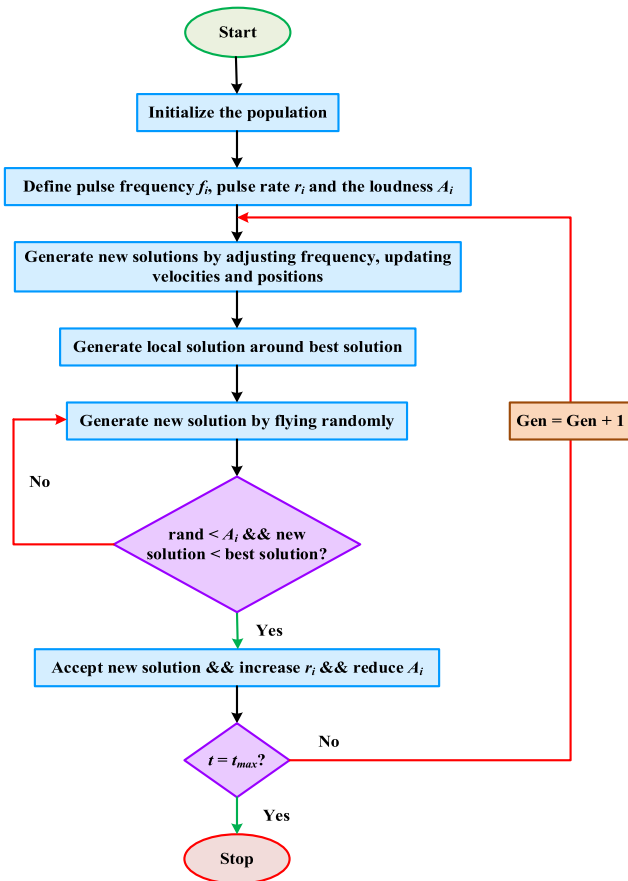 Start
Initialize the population
Define pulse frequency fi, pulse rate ri and the loudness Ai
Generate new solutions by adjusting frequency, updating
velocities and positions
Generate local solution around best solution
Generate new solution by flying randomly
Gen = Gen + 1
No
rand < Ai && new
solution < best solution?
Yes
Accept new solution && increase ri && reduce Ai
No
t = tmax?
Yes
Stop